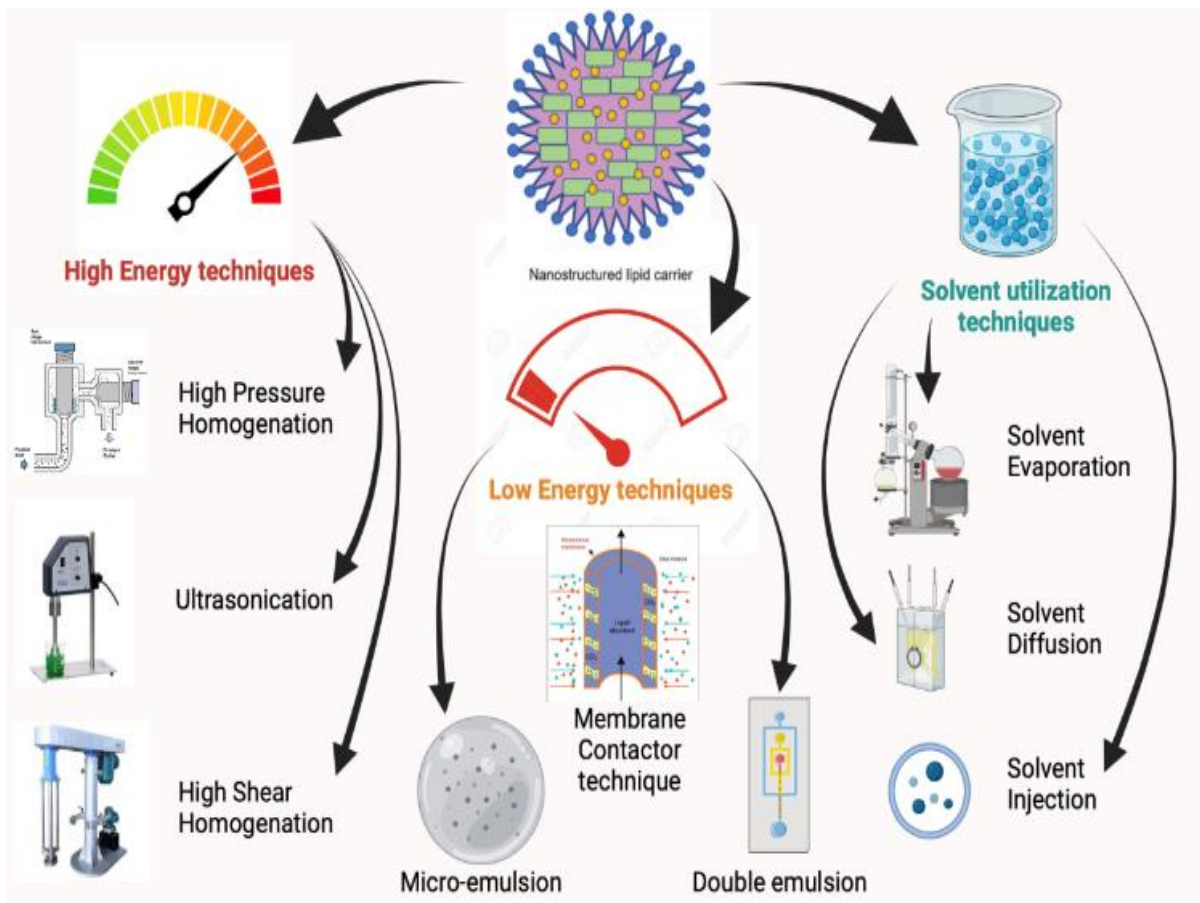 Nanostructured lipid carrier
High Energy techniques
High Pressure
Homogenation
Ultrasonication
High Shear
Homogenation
Low Energy techniques
Membrane
Contactor
technique
Micro-emulsion
Double emulsion
Solvent utilization
techniques
Solvent
Evaporation
Solvent
Diffusion
Solvent
Injection